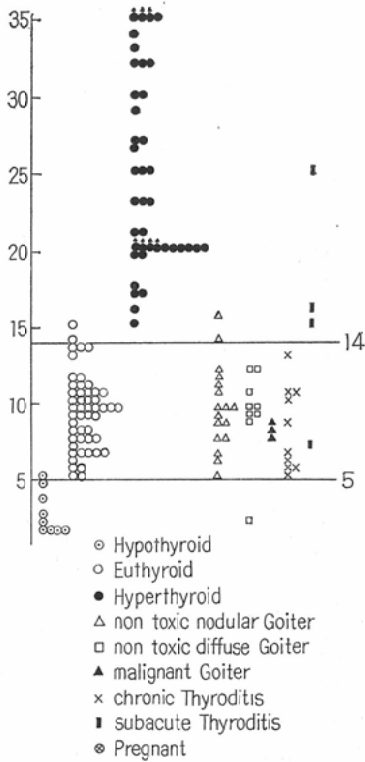 35
30
25
20
15
14
10
5
5
Hypothyroid
Euthyroid
Hyperthyroid
non toxic nodular Goiter
non toxic diffuse Goiter
malignant Goiter
chronic Thyroditis
subacute Thyroditis
Pregnant